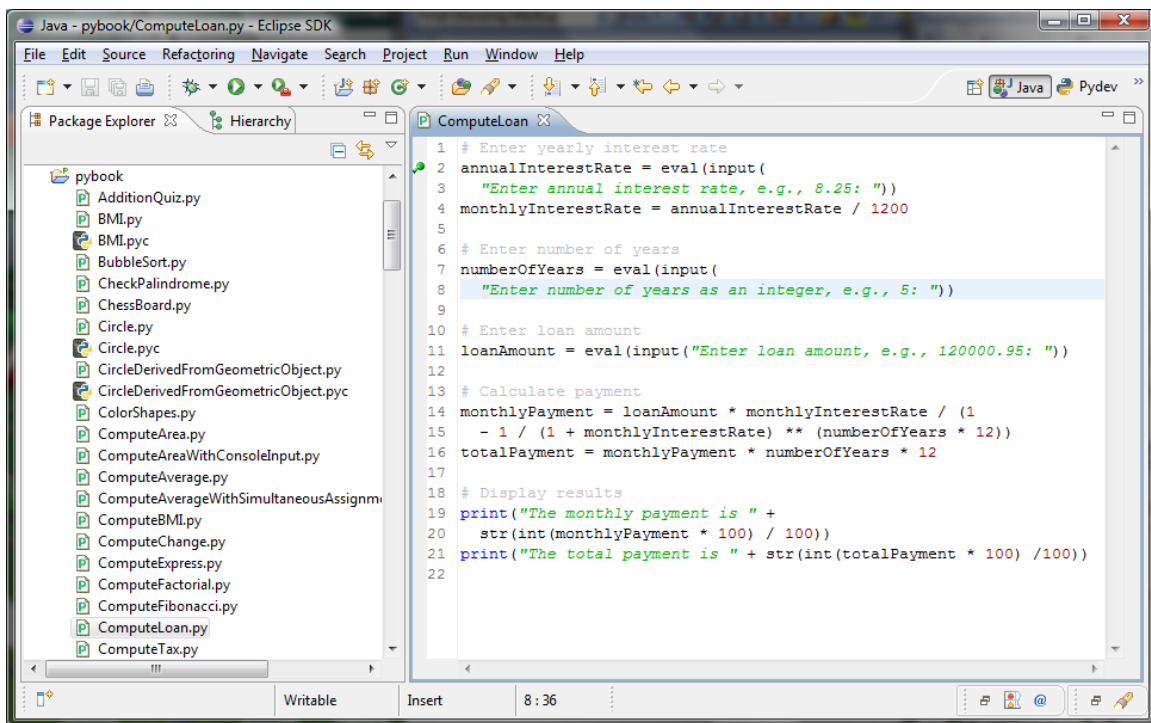 Java - pybook/ComputeLoan.py - Eclipse SDK
File Edit Source Refactoring Navigate Search Project Run Window Help
Java Pydev »
Package Explorer Hierarchy
pybook
AdditionQuiz.py
BMI.py
BMI.pyc
BubbleSort.py
CheckPalindrome.py
ChessBoard.py
Circle.py
Circle.pyc
CircleDerivedFromGeometricObject.py
CircleDerivedFromGeometricObject.pyc
ColorShapes.py
ComputeArea.py
ComputeAreaWithConsoleInput.py
ComputeAverage.py
ComputeAverageWithSimultaneousAssignm
ComputeBMI.py
ComputeChange.py
ComputeExpress.py
ComputeFactorial.py
ComputeFibonacci.py
ComputeLoan.py
ComputeTax.py
ComputeLoan
1 # Enter yearly interest rate
2 annualInterestRate = eval(input(
3   "Enter annual interest rate, e.g., 8.25: "))
4 monthlyInterestRate = annualInterestRate / 1200
5
6 # Enter number of years
7 numberOfYears = eval(input(
8   "Enter number of years as an integer, e.g., 5: "))
9
10 # Enter loan amount
11 loanAmount = eval(input("Enter loan amount, e.g., 120000.95: "))
12
13 # Calculate payment
14 monthlyPayment = loanAmount * monthlyInterestRate / (1
15   - 1 / (1 + monthlyInterestRate) ** (numberOfYears * 12))
16 totalPayment = monthlyPayment * numberOfYears * 12
17
18 # Display results
19 print("The monthly payment is " +
20   str(int(monthlyPayment * 100) / 100))
21 print("The total payment is " + str(int(totalPayment * 100) /100))
22
Writable Insert 8 : 36